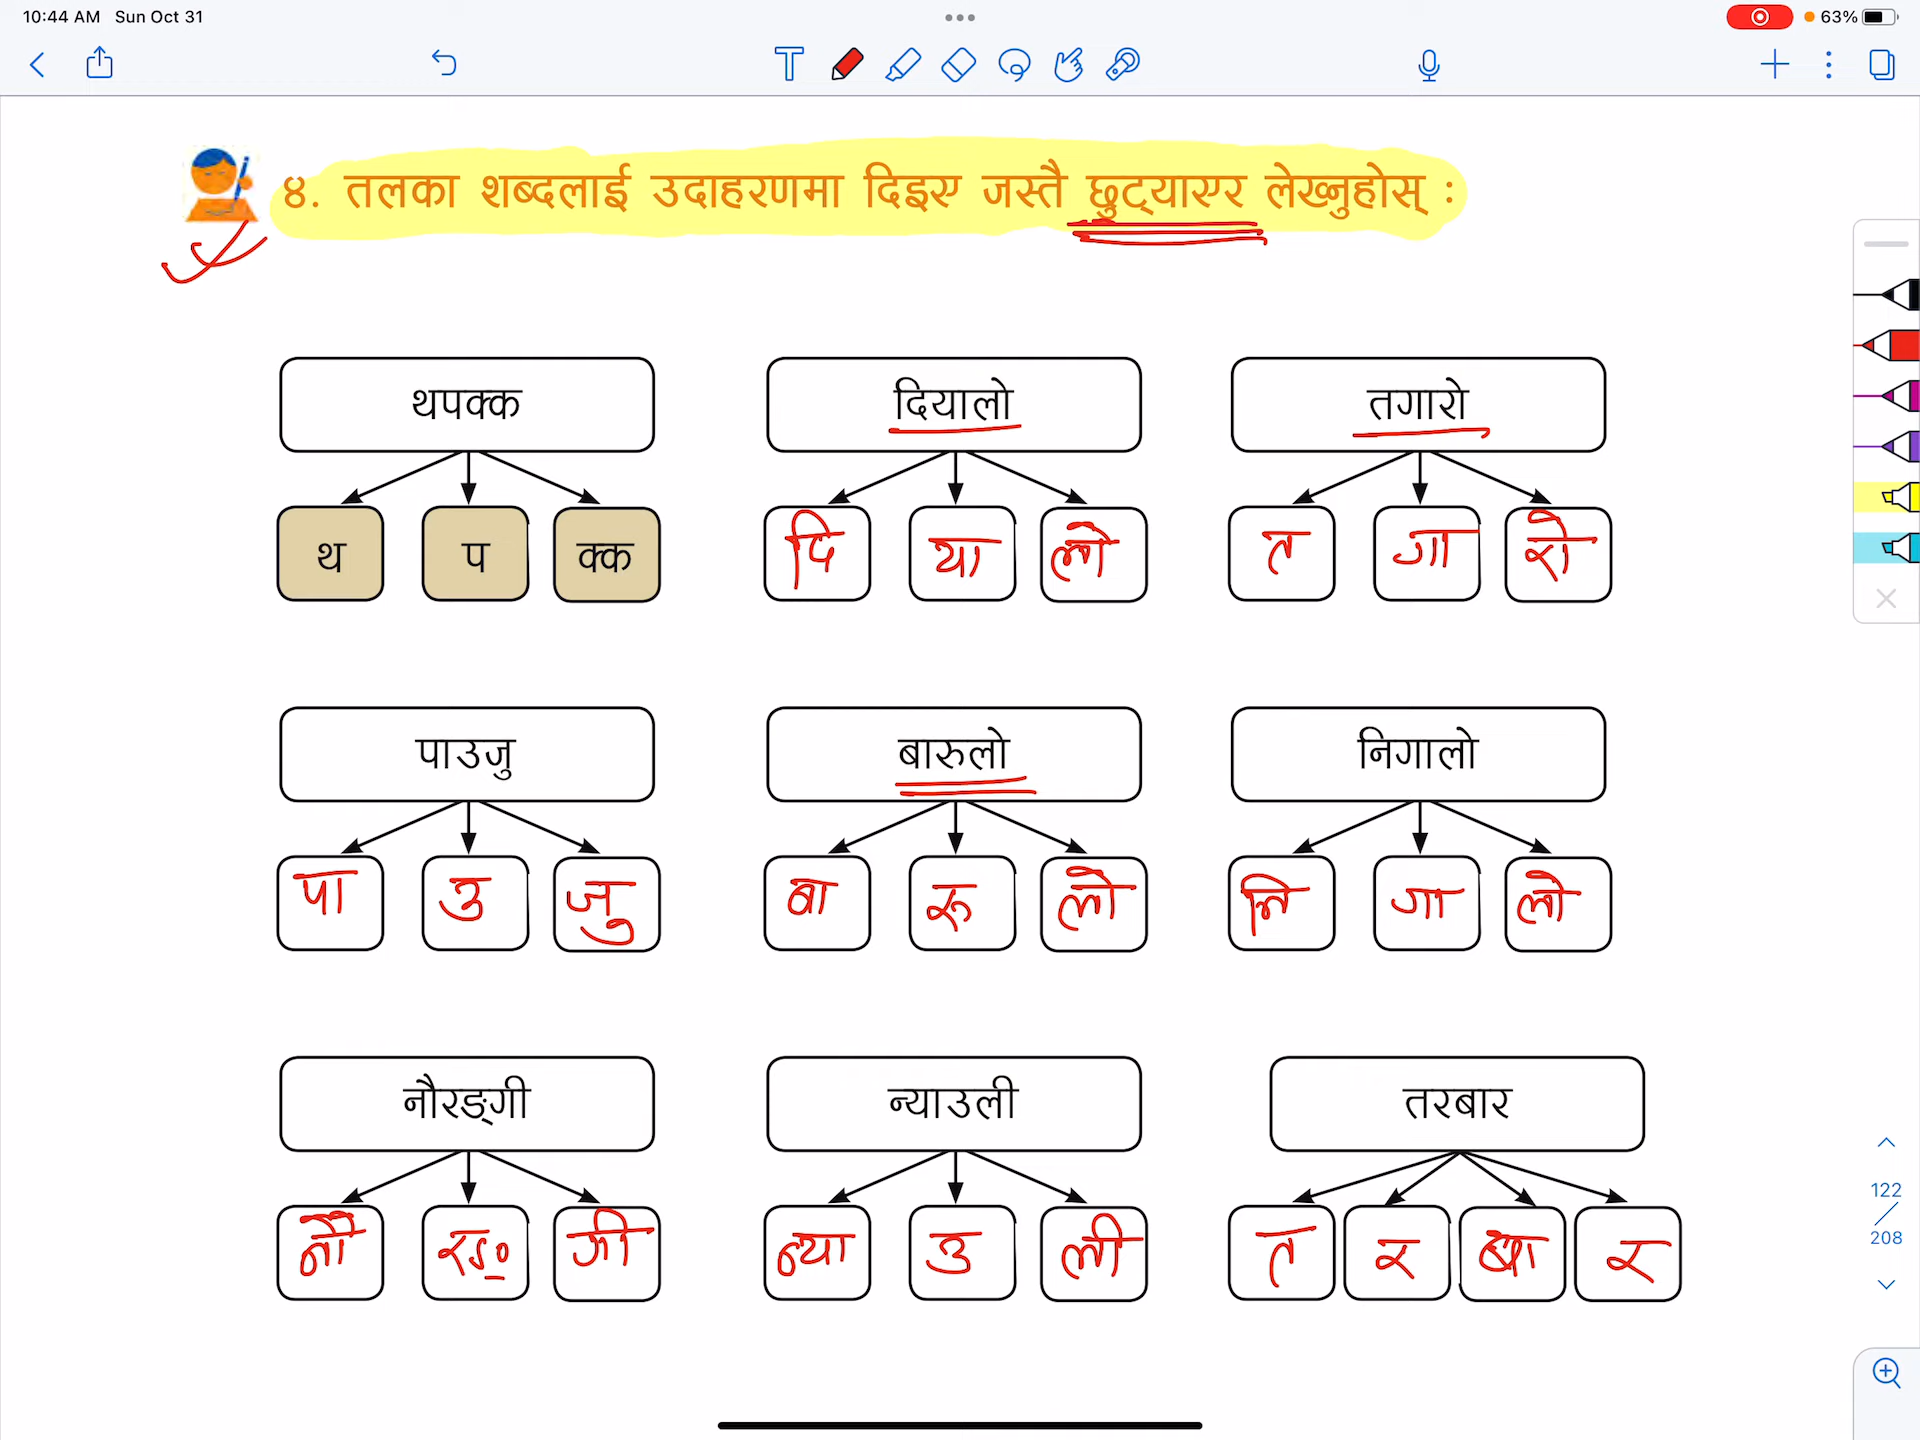 10:44 AM Sun Oct 31
63%
४. तलका शब्दलाई उदाहरणमा दिइए जस्तै छुट्याएर लेख्नुहोस् :
थपक्क दियालो तगारो
थ प क्क दि या लो त गा रो
पाउजु बारुलो निगालो
पा उ जु बा रु लो नि गा लो
नौरङ्गी न्याउली तरबार
नौ रङ् गी न्या उ ली त र बा र
122
208